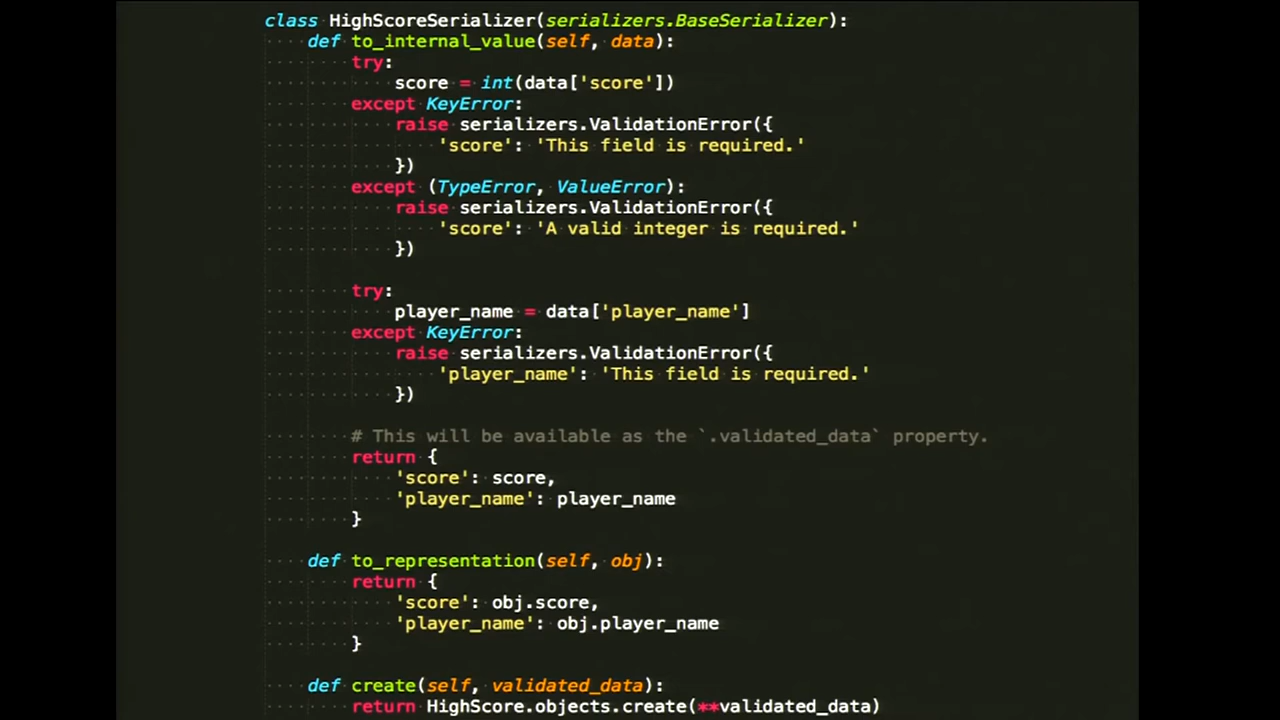 class HighScoreSerializer(serializers.BaseSerializer):
    def to_internal_value(self, data):
        try:
            score = int(data['score'])
        except KeyError:
            raise serializers.ValidationError({
                'score': 'This field is required.'
            })
        except (TypeError, ValueError):
            raise serializers.ValidationError({
                'score': 'A valid integer is required.'
            })

        try:
            player_name = data['player_name']
        except KeyError:
            raise serializers.ValidationError({
                'player_name': 'This field is required.'
            })

        # This will be available as the `.validated_data` property.
        return {
            'score': score,
            'player_name': player_name
        }

    def to_representation(self, obj):
        return {
            'score': obj.score,
            'player_name': obj.player_name
        }

    def create(self, validated_data):
        return HighScore.objects.create(**validated_data)